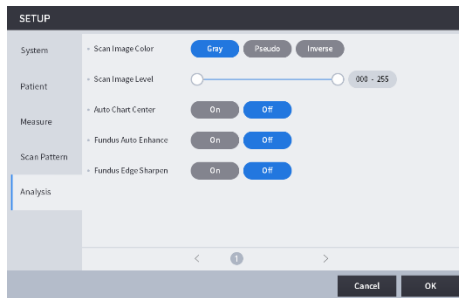 SETUP
System
Patient
Measure
Scan Pattern
Analysis
- Scan Image Color Gray Pseudo Inverse
- Scan Image Level 000 - 255
- Auto Chart Center On Off
- Fundus Auto Enhance On Off
- Fundus Edge Sharpen On Off
< 1 >
Cancel OK